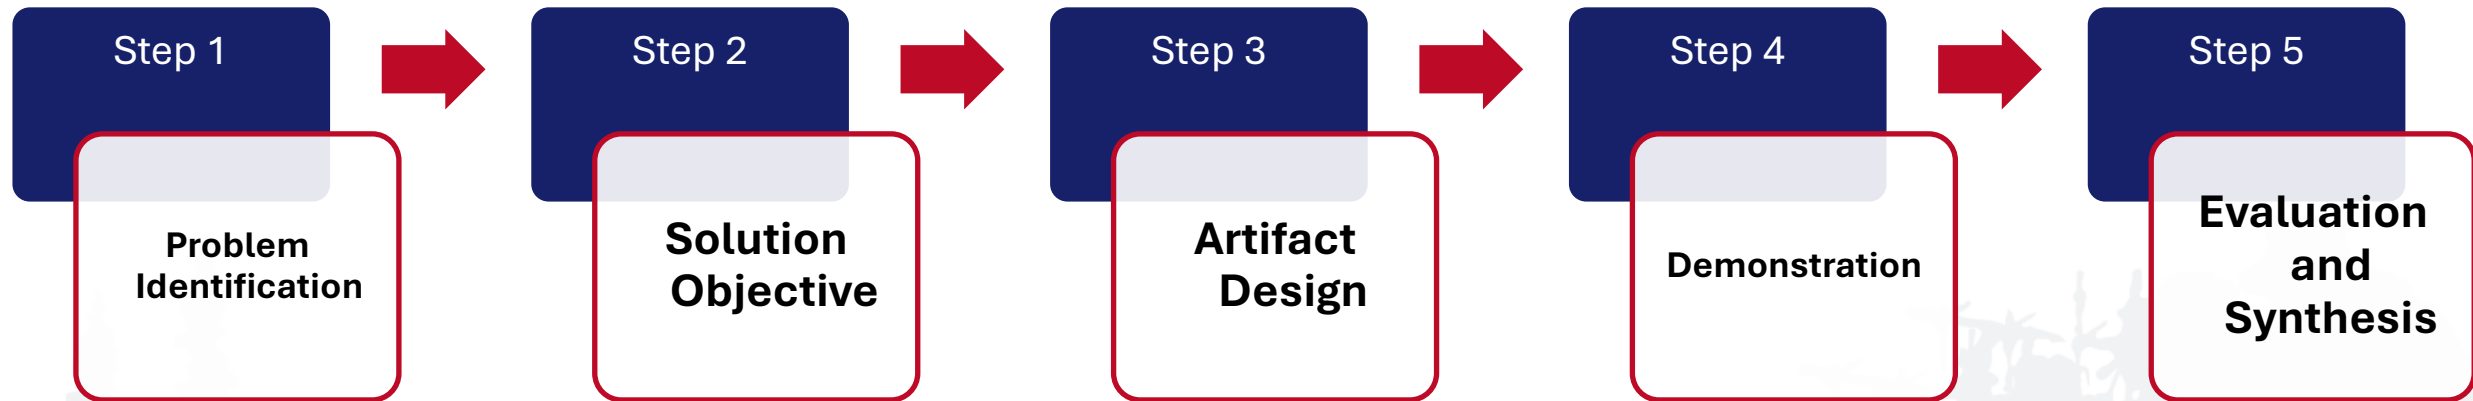 Step 1
Problem
Identification
Step 2
Solution
Objective
Step 3
Artifact
Design
Step 4
Demonstration
Step 5
Evaluation
and
Synthesis